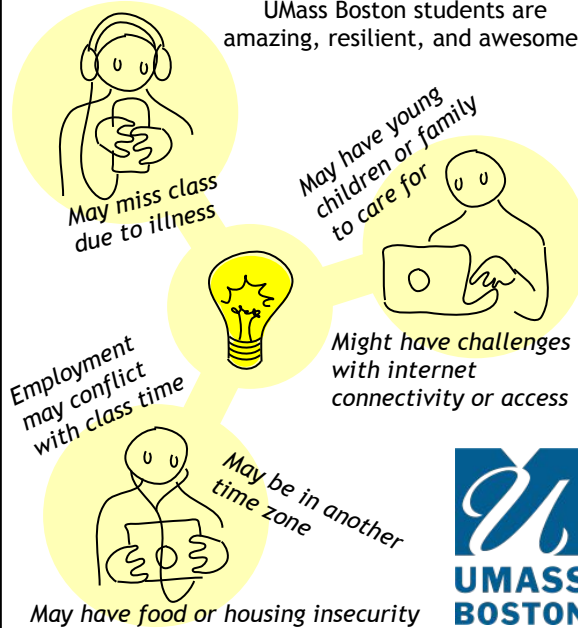 UMass Boston students are
amazing, resilient, and awesome
May miss class
due to illness
May have young
children or family
to care for
Might have challenges
with internet
connectivity or access
Employment
may conflict
with class time
May be in another
time zone
May have food or housing insecurity
UMASS
BOSTON